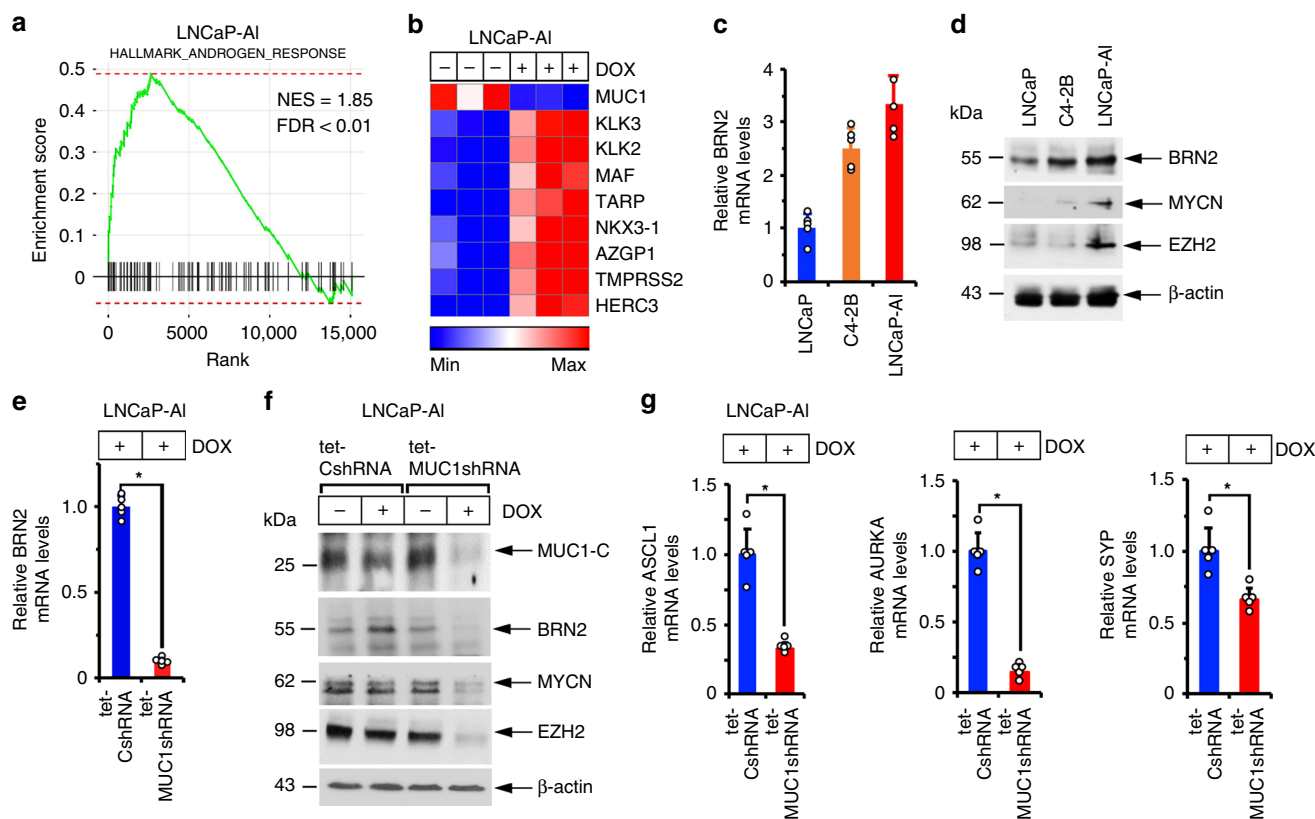 a
LNCaP-AI
HALLMARK_ANDROGEN_RESPONSE
0.5
0.4
0.3
0.2
0.1
0
Enrichment score
NES = 1.85
FDR < 0.01
0 5000 10,000 15,000
Rank
b
LNCaP-AI
– – – + + + DOX
MUC1
KLK3
KLK2
MAF
TARP
NKX3-1
AZGP1
TMPRSS2
HERC3
Min Max
c
Relative BRN2
mRNA levels
4
3
2
1
0
LNCaP
C4-2B
LNCaP-AI
d
kDa
LNCaP
C4-2B
LNCaP-AI
55 BRN2
62 MYCN
98 EZH2
43 β-actin
e
LNCaP-AI
+ + DOX
Relative BRN2
mRNA levels
1.0
0
*
tet-
CshRNA
tet-
MUC1shRNA
f
LNCaP-AI
tet-
CshRNA
tet-
MUC1shRNA
kDa
– + – + DOX
25 MUC1-C
55 BRN2
62 MYCN
98 EZH2
43 β-actin
g
LNCaP-AI
+ + DOX
Relative ASCL1
mRNA levels
1.5
1.0
0.5
0
*
tet-
CshRNA
tet-
MUC1shRNA
+ + DOX
Relative AURKA
mRNA levels
1.5
1.0
0.5
0
*
tet-
CshRNA
tet-
MUC1shRNA
+ + DOX
Relative SYP
mRNA levels
1.5
1.0
0.5
0
*
tet-
CshRNA
tet-
MUC1shRNA